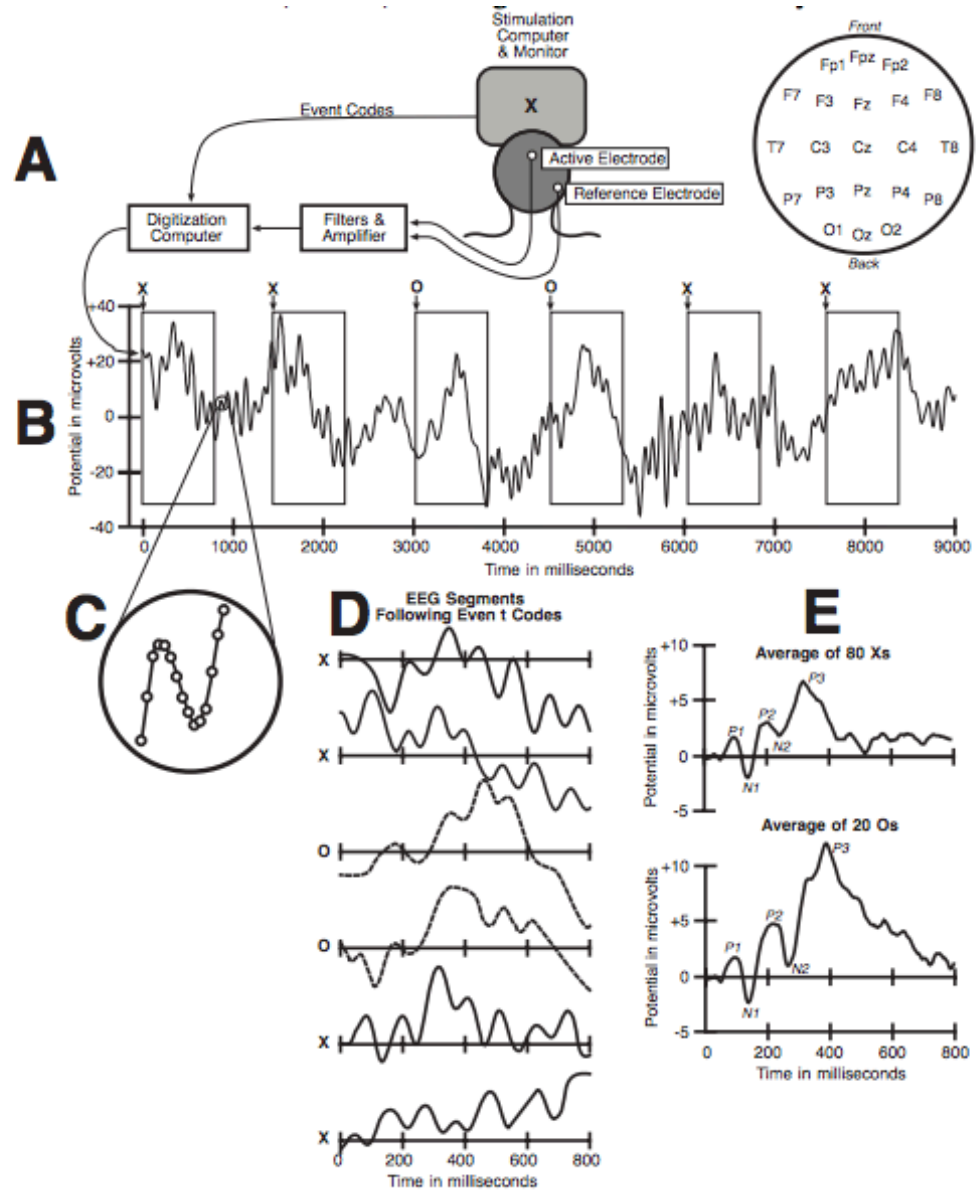 Stimulation
Computer
& Monitor
X
Event Codes
Active Electrode
Reference Electrode
A
Digitization
Computer
Filters &
Amplifier
Front
Fp1 Fpz Fp2
F7 F3 Fz F4 F8
T7 C3 Cz C4 T8
P7 P3 Pz P4 P8
O1 Oz O2
Back
B
X X O O X X
Potential in microvolts
+40
+20
0
-20
-40
0 1000 2000 3000 4000 5000 6000 7000 8000 9000
Time in milliseconds
C
D
EEG Segments
Following Even t Codes
X
X
O
O
X
X
0 200 400 600 800
Time in milliseconds
E
Average of 80 Xs
Potential in microvolts
+10
+5
0
-5
P1
N1
P2
N2
P3
Average of 20 Os
Potential in microvolts
+10
+5
0
-5
P1
N1
P2
N2
P3
0 200 400 600 800
Time in milliseconds